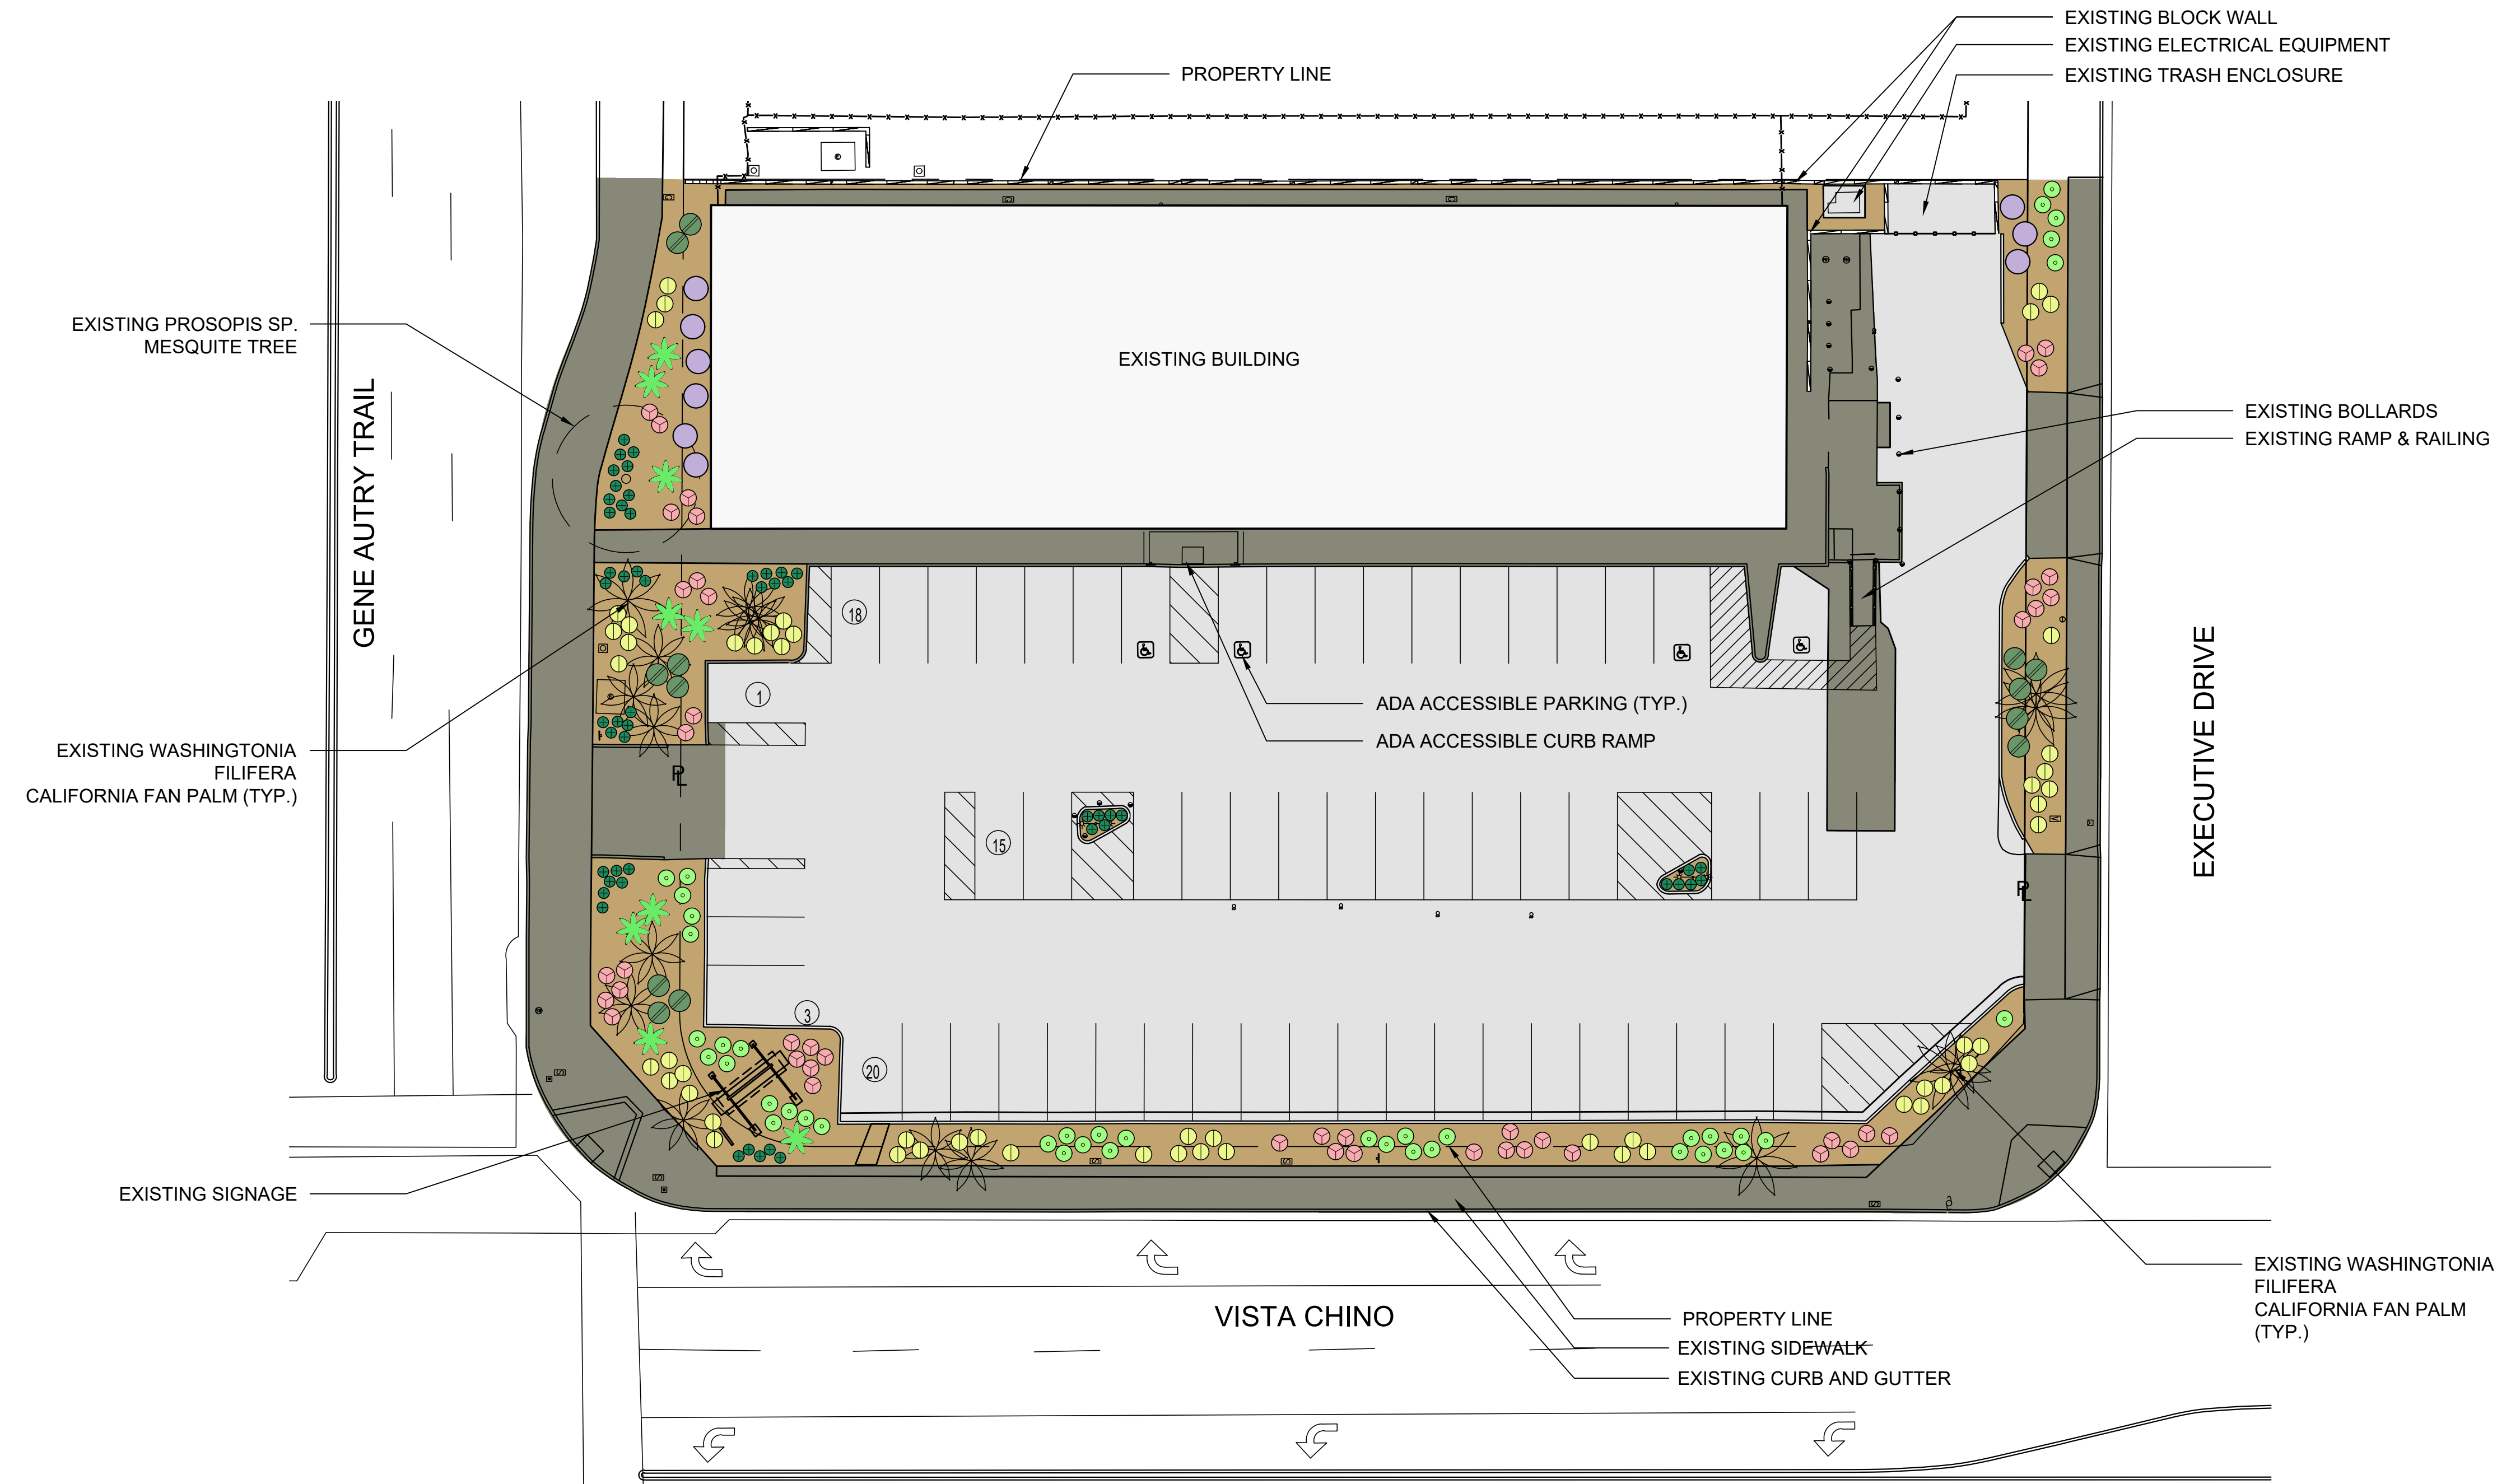 EXISTING BLOCK WALL
EXISTING ELECTRICAL EQUIPMENT
EXISTING TRASH ENCLOSURE
PROPERTY LINE
EXISTING PROSOPIS SP.
MESQUITE TREE
EXISTING BUILDING
GENE AUTRY TRAIL
EXISTING BOLLARDS
EXISTING RAMP & RAILING
18
1
ADA ACCESSIBLE PARKING (TYP.)
ADA ACCESSIBLE CURB RAMP
EXISTING WASHINGTONIA
FILIFERA
CALIFORNIA FAN PALM (TYP.)
PL
EXECUTIVE DRIVE
15
PL
3
20
EXISTING SIGNAGE
VISTA CHINO
PROPERTY LINE
EXISTING SIDEWALK
EXISTING CURB AND GUTTER
EXISTING WASHINGTONIA
FILIFERA
CALIFORNIA FAN PALM
(TYP.)